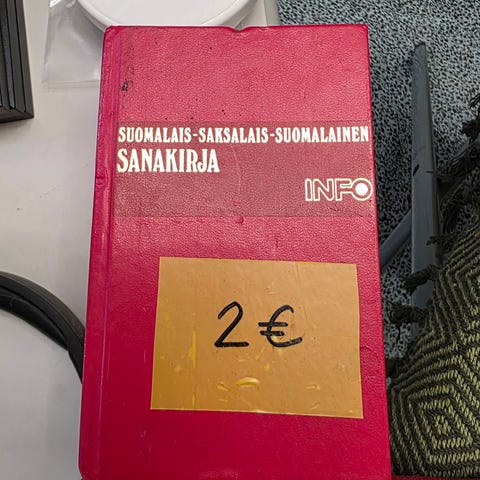 SUOMALAIS-SAKSALAIS-SUOMALAINEN
SANAKIRJA
INFO
2 €